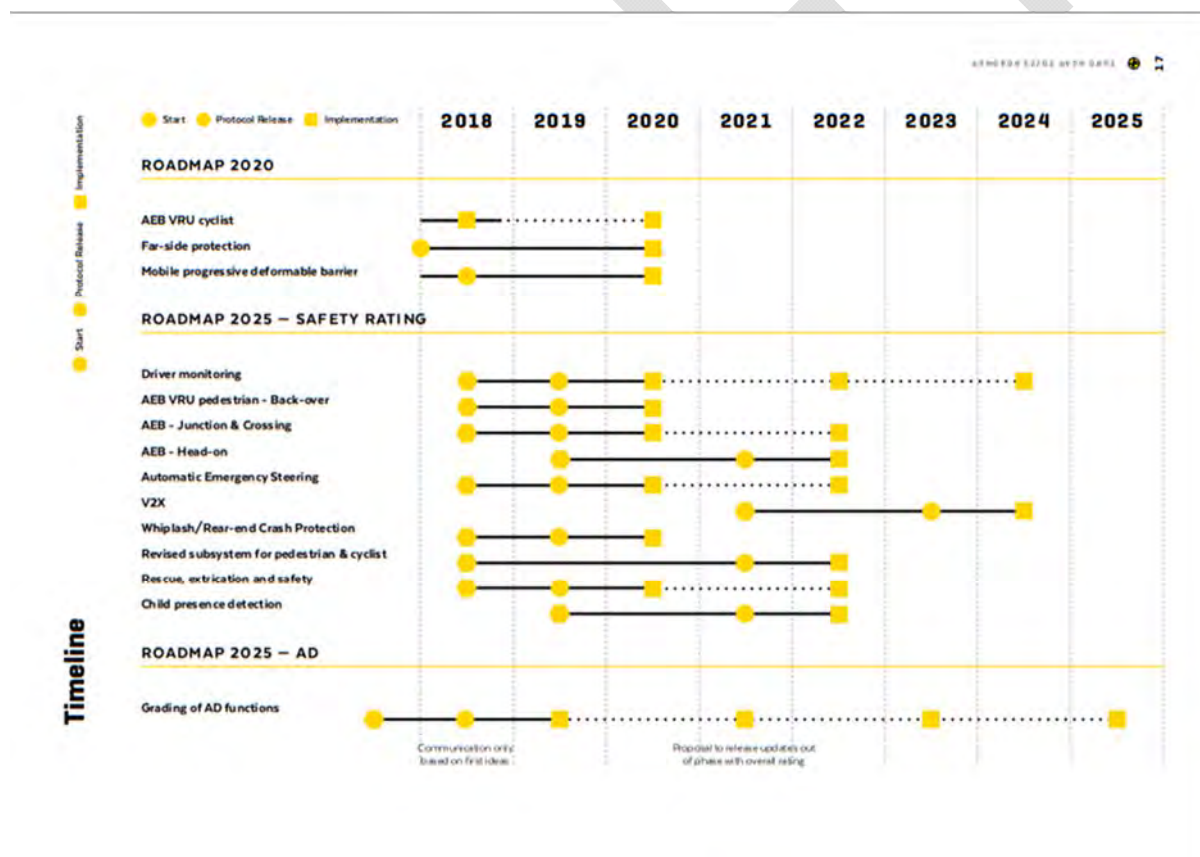 17
Start Protocol Release Implementation
2018 2019 2020 2021 2022 2023 2024 2025
ROADMAP 2020
AEB VRU cyclist
Far-side protection
Mobile progressive deformable barrier
ROADMAP 2025 – SAFETY RATING
Driver monitoring
AEB VRU pedestrian - Back-over
AEB - Junction & Crossing
AEB - Head-on
Automatic Emergency Steering
V2X
Whiplash/Rear-end Crash Protection
Revised subsystem for pedestrian & cyclist
Rescue, extrication and safety
Child presence detection
ROADMAP 2025 – AD
Grading of AD functions
Communication only
based on first ideas
Proposal to release updates out
of phase with overall rating
Timeline
Start Protocol Release Implementation